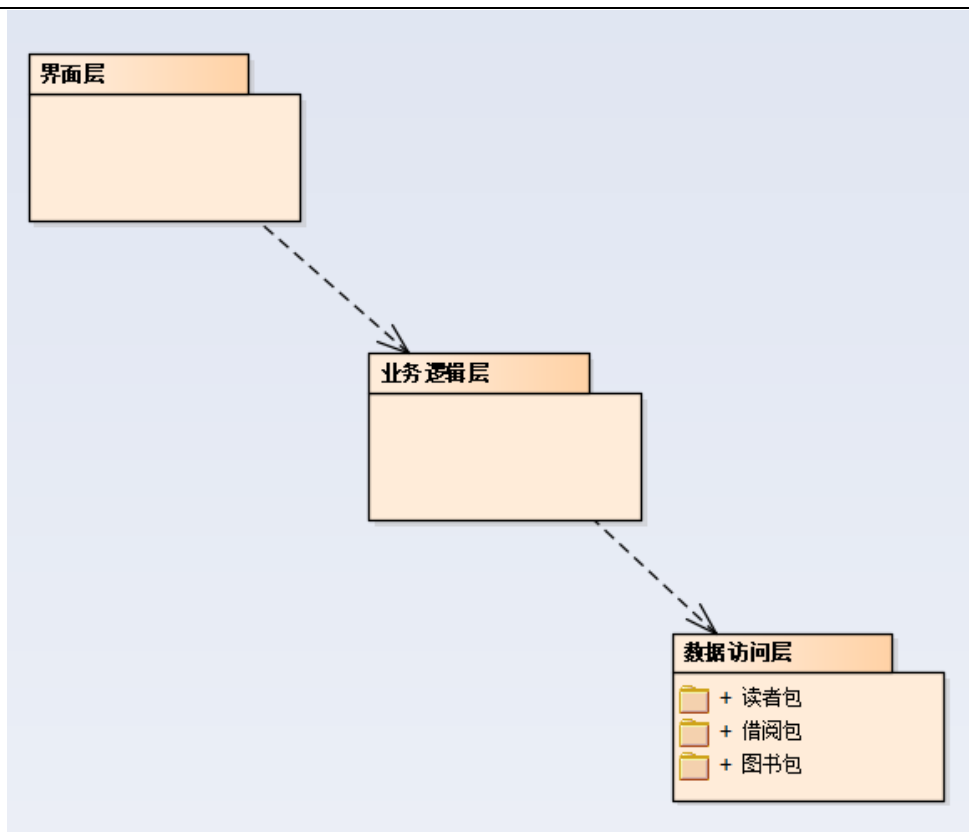 界面层
业务逻辑层
数据访问层
+ 读者包
+ 借阅包
+ 图书包